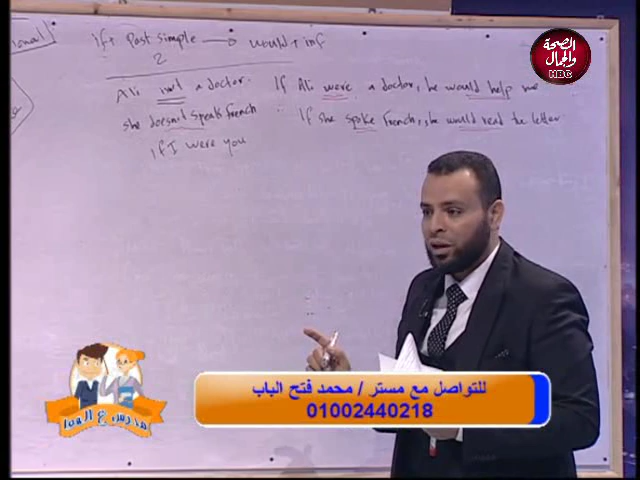 If + Past simple → would + inf
2
Ali isn't a doctor. If Ali were a doctor, he would help me
she doesn't speak French If she spoke French, she would read the letter
If I were you
الصحة
والجمال
HBC
للتواصل مع مستر / محمد فتح الباب
01002440218
مدرس ع الهوا